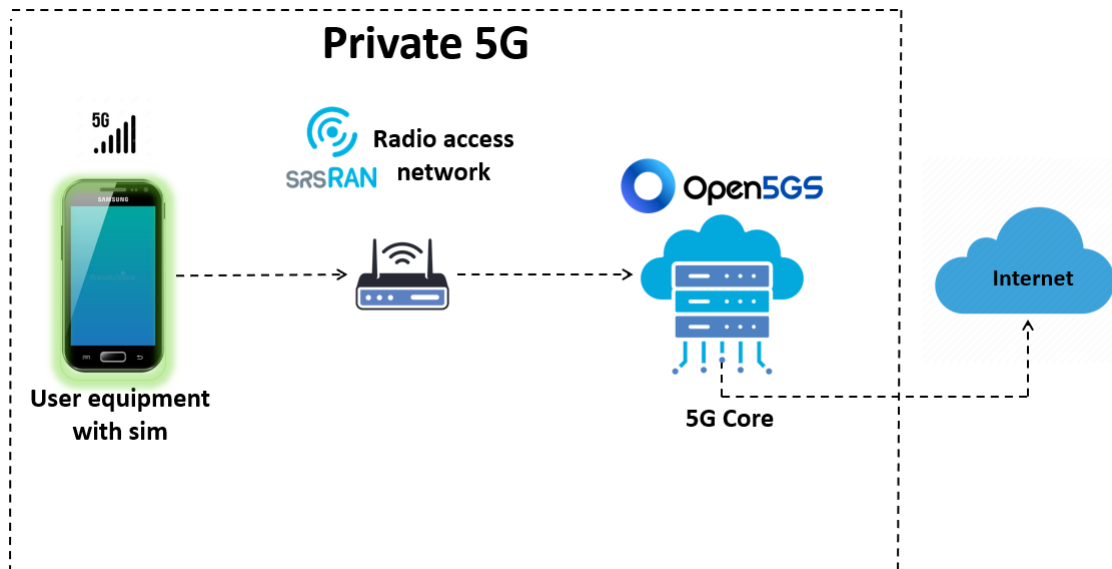 Private 5G
5G
Radio access
network
srsRAN
Open5GS
SAMSUNG
Internet
User equipment
with sim
5G Core